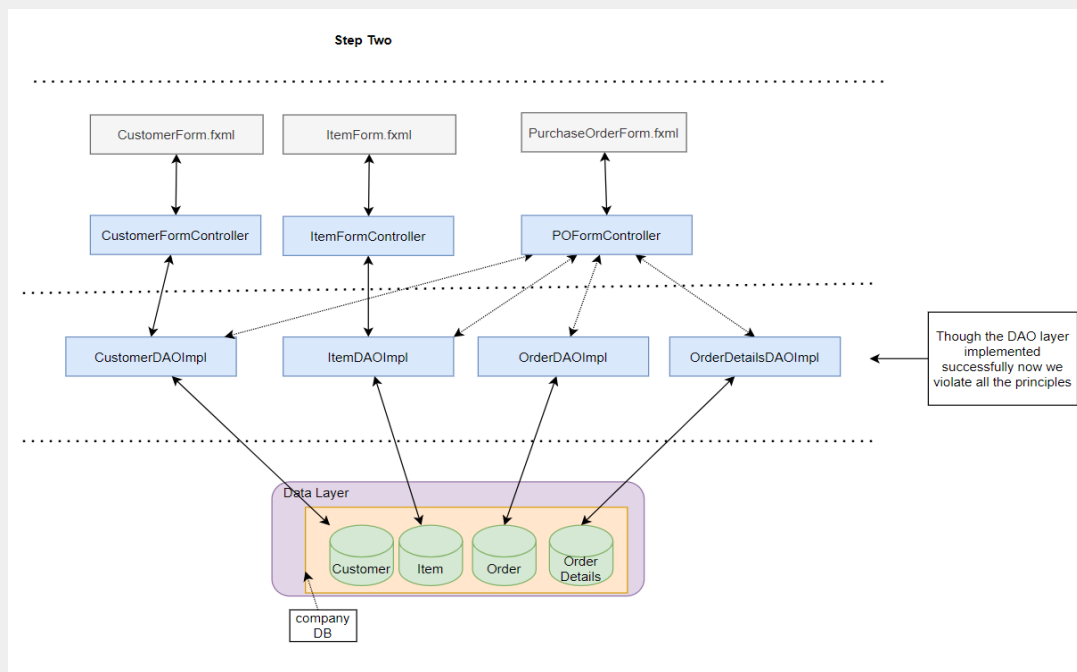 Step Two
CustomerForm.fxml
ItemForm.fxml
PurchaseOrderForm.fxml
CustomerFormController
ItemFormController
POFormController
CustomerDAOImpl
ItemDAOImpl
OrderDAOImpl
OrderDetailsDAOImpl
Though the DAO layer
implemented
successfully now we
violate all the principles
Data Layer
Customer
Item
Order
Order
Details
company
DB